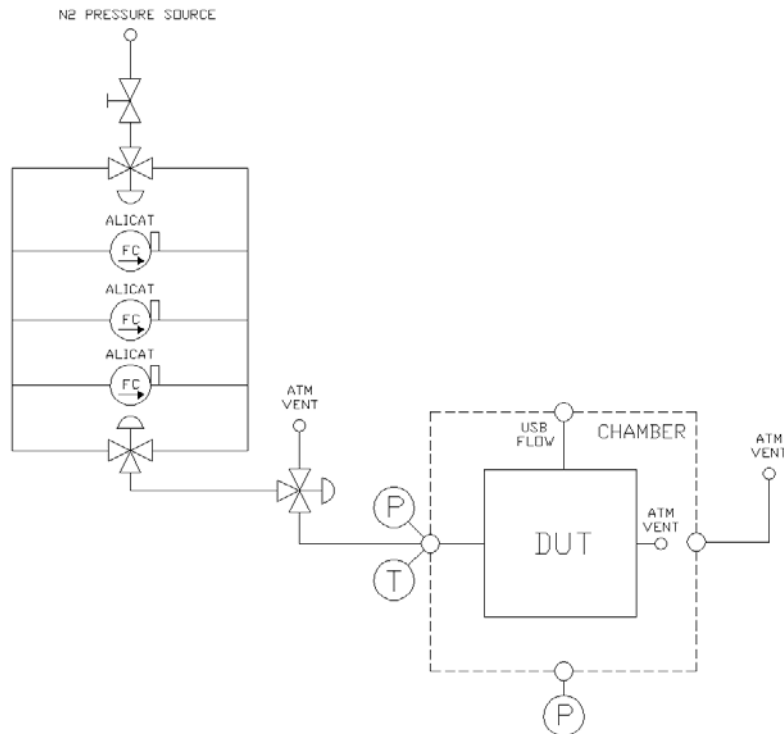 N2 PRESSURE SOURCE
ALICAT
FC
ALICAT
FC
ALICAT
FC
ATM
VENT
USB
FLOW
CHAMBER
ATM
VENT
P
ATM
VENT
DUT
T
P